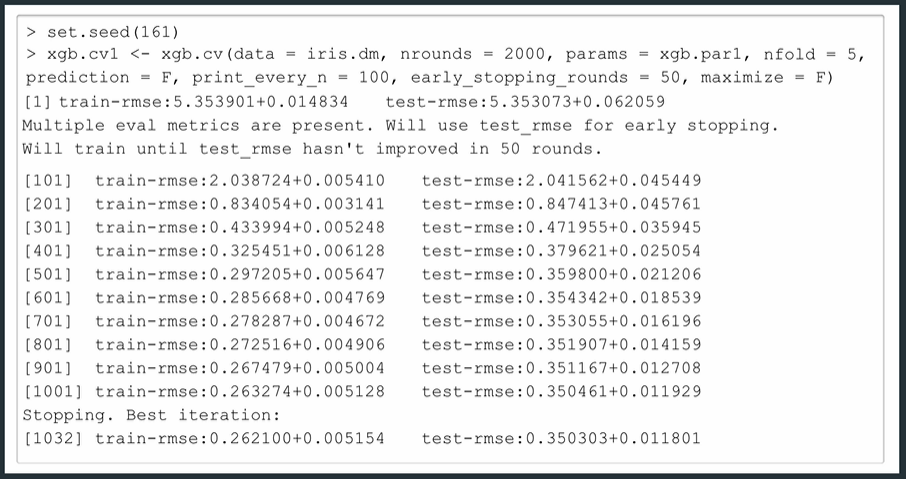 > set.seed(161)
> xgb.cv1 <- xgb.cv(data = iris.dm, nrounds = 2000, params = xgb.par1, nfold = 5,
prediction = F, print_every_n = 100, early_stopping_rounds = 50, maximize = F)
[1] train-rmse:5.353901+0.014834 test-rmse:5.353073+0.062059
Multiple eval metrics are present. Will use test_rmse for early stopping.
Will train until test_rmse hasn't improved in 50 rounds.
[101] train-rmse:2.038724+0.005410 test-rmse:2.041562+0.045449
[201] train-rmse:0.834054+0.003141 test-rmse:0.847413+0.045761
[301] train-rmse:0.433994+0.005248 test-rmse:0.471955+0.035945
[401] train-rmse:0.325451+0.006128 test-rmse:0.379621+0.025054
[501] train-rmse:0.297205+0.005647 test-rmse:0.359800+0.021206
[601] train-rmse:0.285668+0.004769 test-rmse:0.354342+0.018539
[701] train-rmse:0.278287+0.004672 test-rmse:0.353055+0.016196
[801] train-rmse:0.272516+0.004906 test-rmse:0.351907+0.014159
[901] train-rmse:0.267479+0.005004 test-rmse:0.351167+0.012708
[1001] train-rmse:0.263274+0.005128 test-rmse:0.350461+0.011929
Stopping. Best iteration:
[1032] train-rmse:0.262100+0.005154 test-rmse:0.350303+0.011801